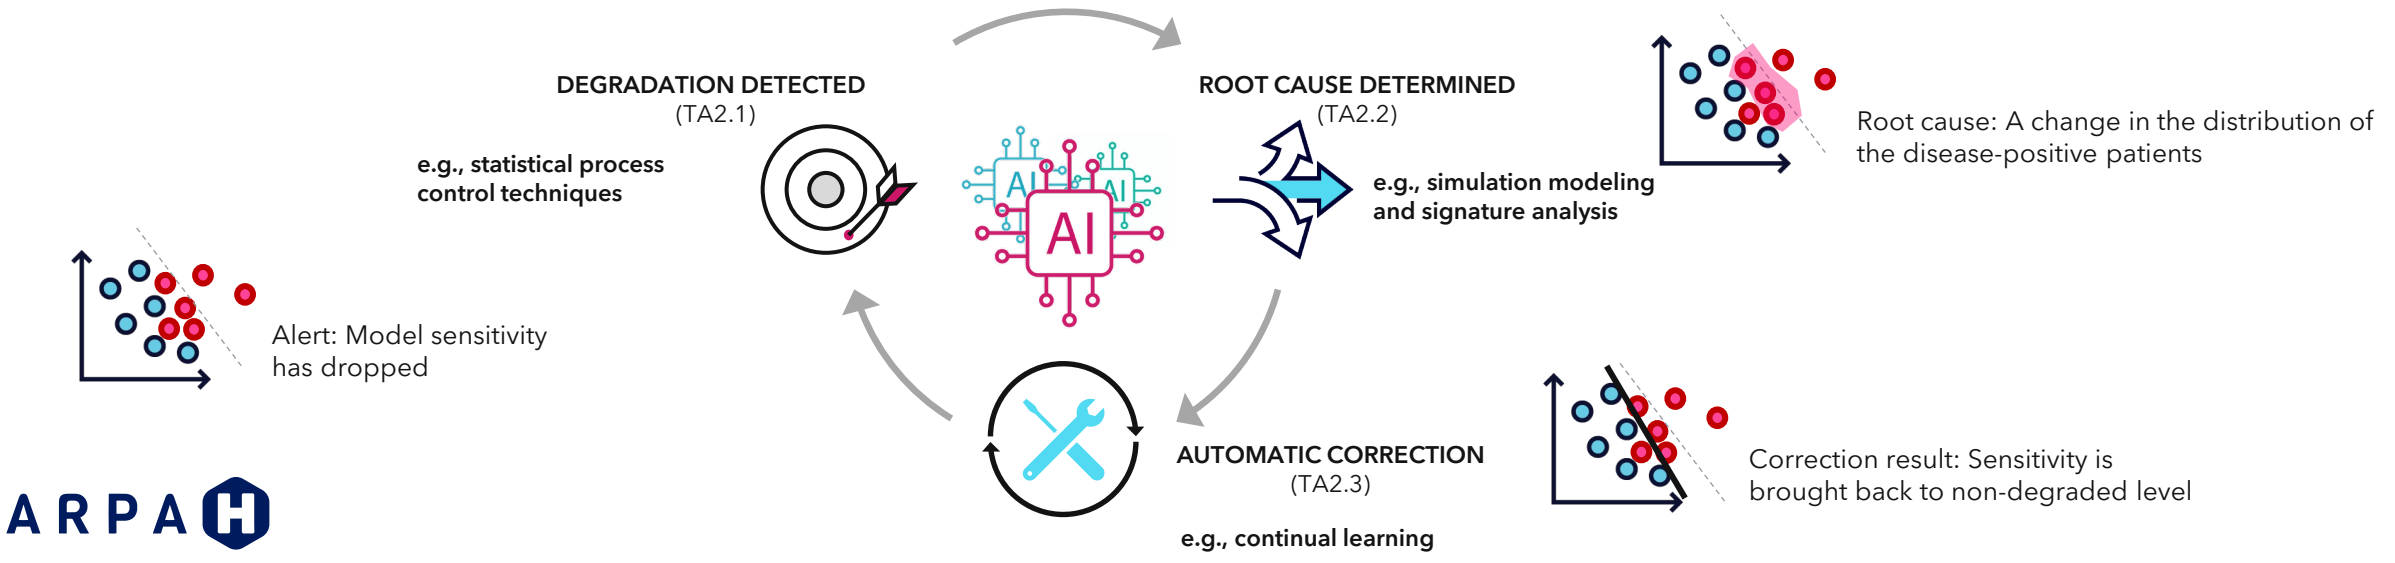 DEGRADATION DETECTED
(TA2.1)
e.g., statistical process
control techniques
Alert: Model sensitivity
has dropped
AI
AI
AI
ROOT CAUSE DETERMINED
(TA2.2)
e.g., simulation modeling
and signature analysis
Root cause: A change in the distribution of
the disease-positive patients
AUTOMATIC CORRECTION
(TA2.3)
e.g., continual learning
Correction result: Sensitivity is
brought back to non-degraded level
ARPA H